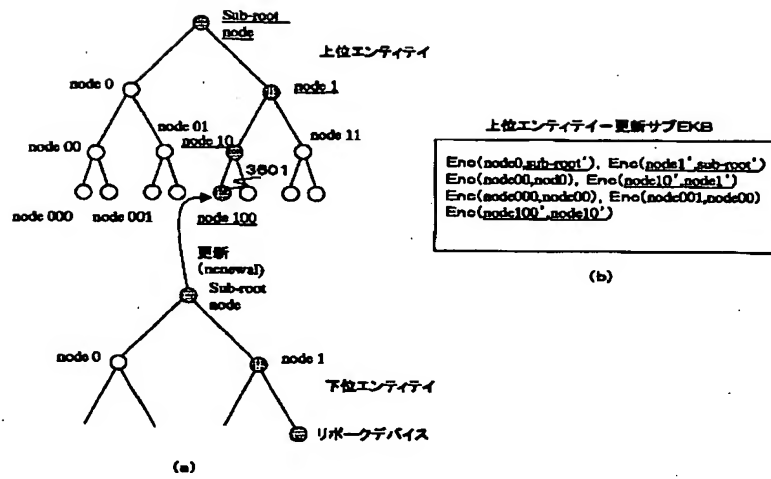 Sub-root
node
上位エンティテイ
node 0
node 1
node 00
node 01
node 10
node 11
3601
node 000
node 001
node 100
更新
(renewal)
Sub-root
node
node 0
node 1
下位エンティテイ
リボークデバイス
(a)
上位エンティテイー更新サブEKB
Enc(node0,sub-root'), Enc(node1',sub-root')
Enc(node00,nod0), Enc(node10',node1')
Enc(node000,node00), Enc(node001,node00)
Enc(node100',node10')
(b)